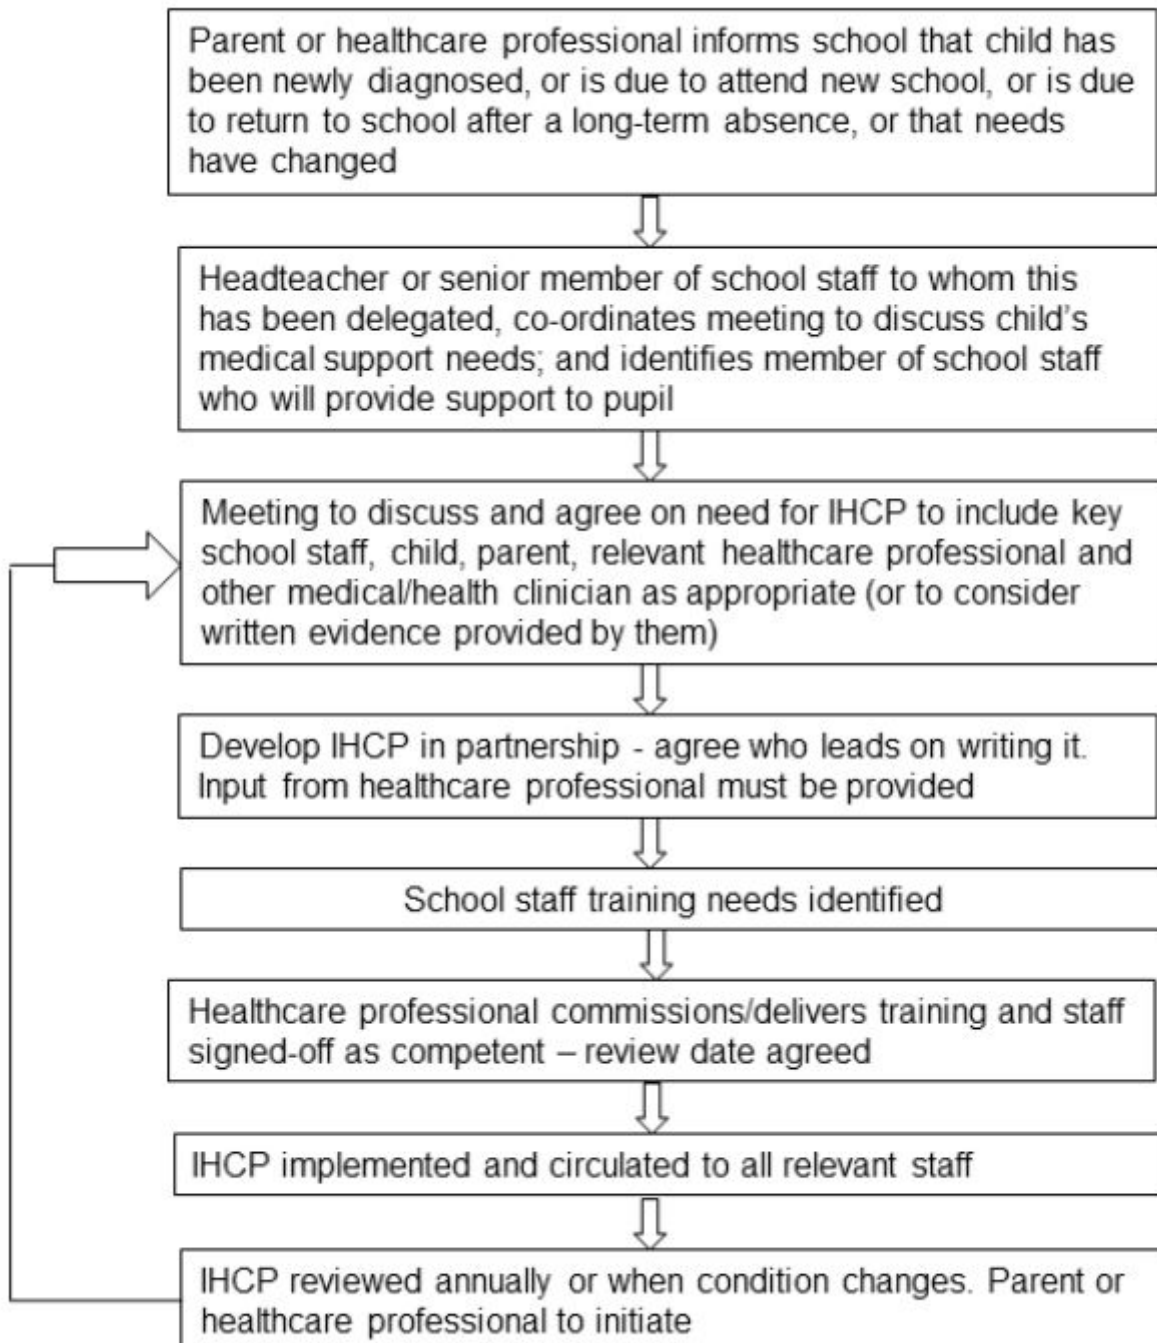 Parent or healthcare professional informs school that child has
been newly diagnosed, or is due to attend new school, or is due
to return to school after a long-term absence, or that needs
have changed
Headteacher or senior member of school staff to whom this
has been delegated, co-ordinates meeting to discuss child's
medical support needs; and identifies member of school staff
who will provide support to pupil
Meeting to discuss and agree on need for IHCP to include key
school staff, child, parent, relevant healthcare professional and
other medical/health clinician as appropriate (or to consider
written evidence provided by them)
Develop IHCP in partnership - agree who leads on writing it.
Input from healthcare professional must be provided
School staff training needs identified
Healthcare professional commissions/delivers training and staff
signed-off as competent – review date agreed
IHCP implemented and circulated to all relevant staff
IHCP reviewed annually or when condition changes. Parent or
healthcare professional to initiate